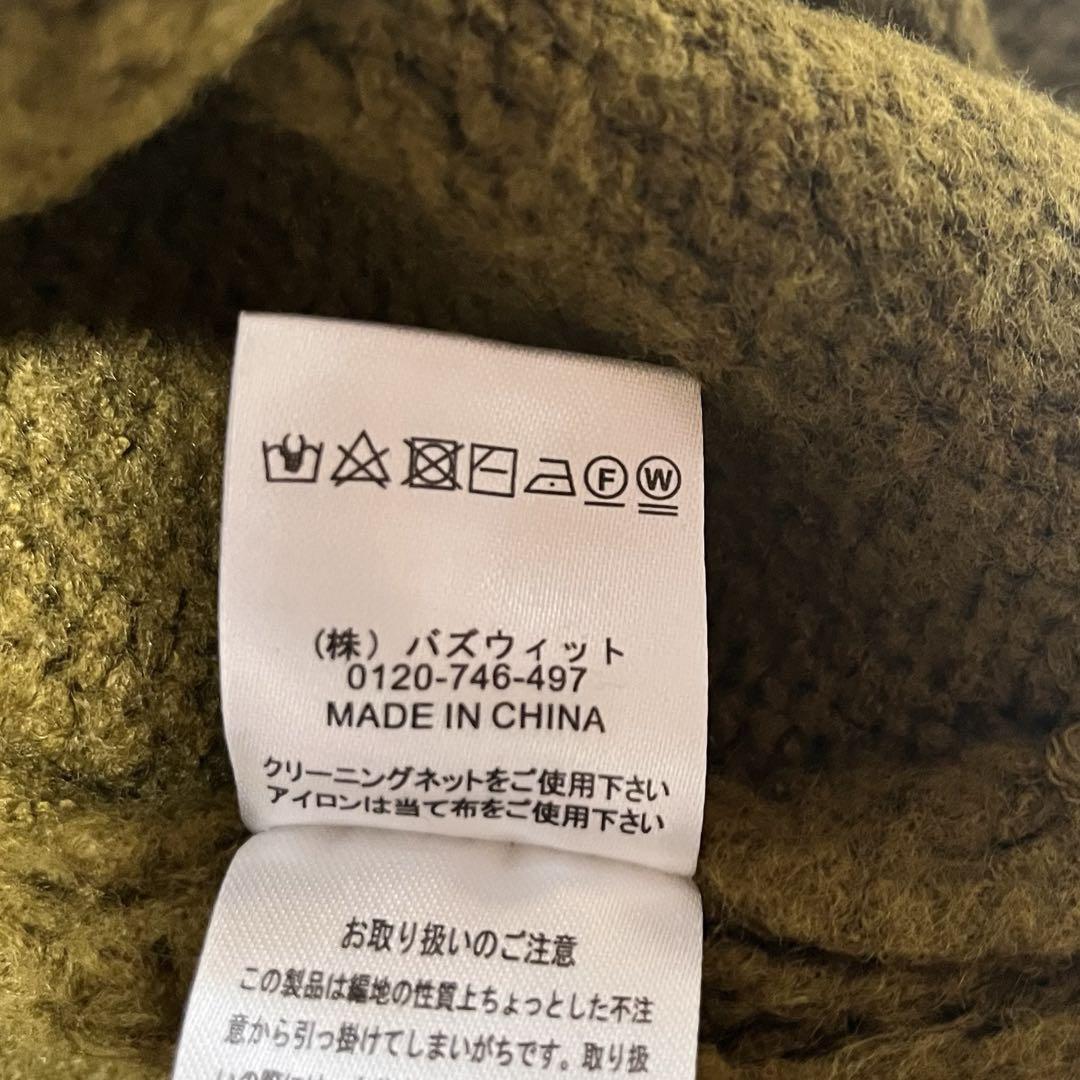 F W
(株) バズウィット
0120-746-497
MADE IN CHINA
クリーニングネットをご使用下さい
アイロンは当て布をご使用下さい
お取り扱いのご注意
この製品は編地の性質上ちょっとした不注
意から引っ掛けてしまいがちです。取り扱